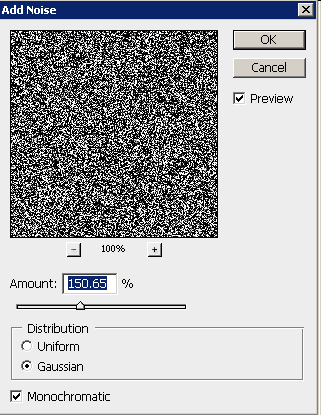 Add Noise
OK
Cancel
Preview
100%
Amount: 150.65 %
Distribution
Uniform
Gaussian
Monochromatic